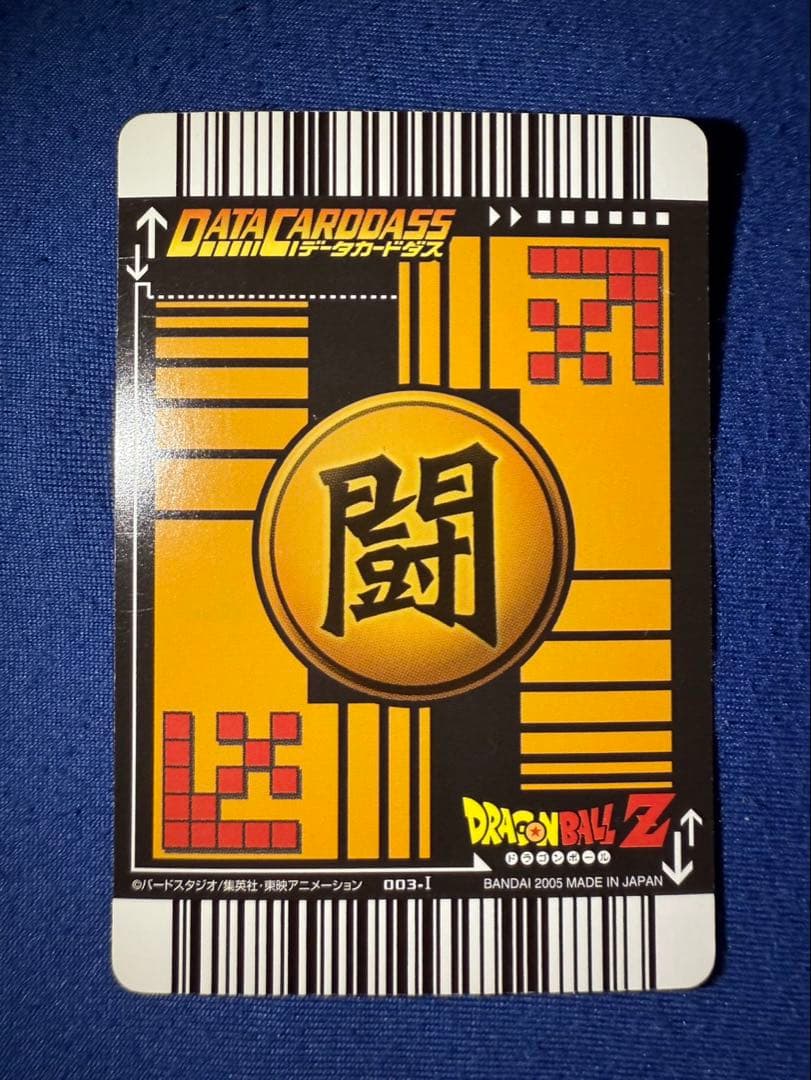 DATACARDDASS
データカードダス
闘
DRAGONBALL Z
ドラゴンボール
©バードスタジオ/集英社・東映アニメーション 003-I BANDAI 2005 MADE IN JAPAN